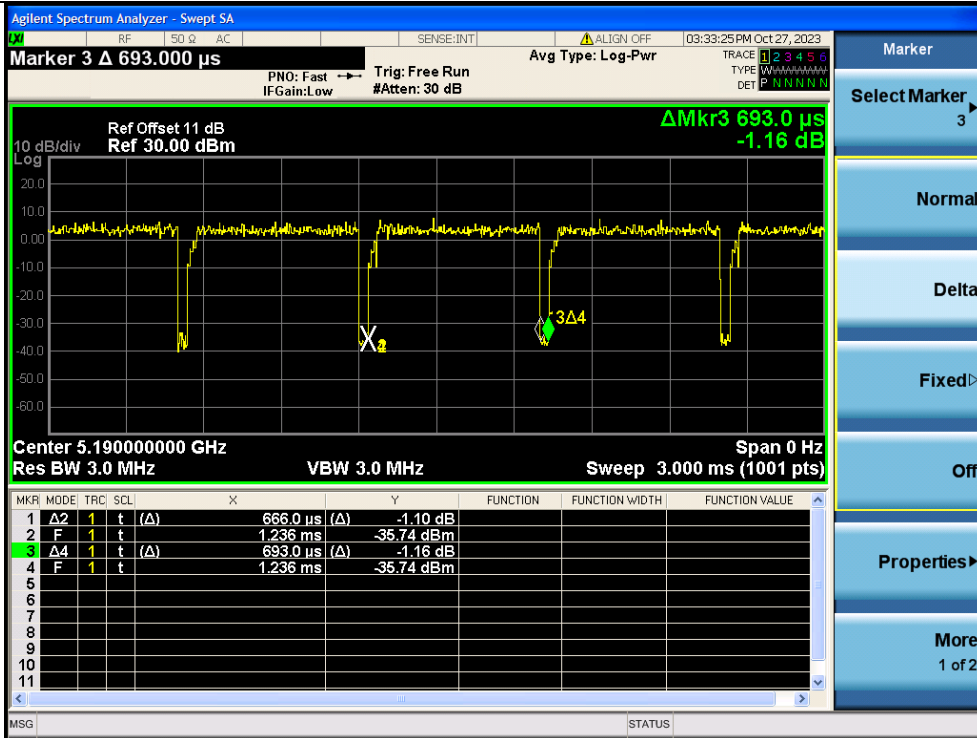 Agilent Spectrum Analyzer - Swept SA
LXI RF 50 Ω AC SENSE:INT ALIGN OFF 03:33:25 PM Oct 27, 2023
Marker 3 Δ 693.000 µs
PNO: Fast
IFGain:Low
Trig: Free Run
#Atten: 30 dB
Avg Type: Log-Pwr
TRACE 1 2 3 4 5 6
TYPE WWWWWW
DET P N N N N N
ΔMkr3 693.0 µs
-1.16 dB
Ref Offset 11 dB
10 dB/div Ref 30.00 dBm
Log
20.0
10.0
0.00
-10.0
-20.0
-30.0
-40.0
-50.0
-60.0
3Δ4
2
Center 5.190000000 GHz Span 0 Hz
Res BW 3.0 MHz VBW 3.0 MHz Sweep 3.000 ms (1001 pts)
MKR MODE TRC SCL X Y FUNCTION FUNCTION WIDTH FUNCTION VALUE
1 Δ2 1 t (Δ) 666.0 µs (Δ) -1.10 dB
2 F 1 t 1.236 ms -35.74 dBm
3 Δ4 1 t (Δ) 693.0 µs (Δ) -1.16 dB
4 F 1 t 1.236 ms -35.74 dBm
5
6
7
8
9
10
11
MSG STATUS
Marker
Select Marker
3
Normal
Delta
Fixed
Off
Properties
More
1 of 2